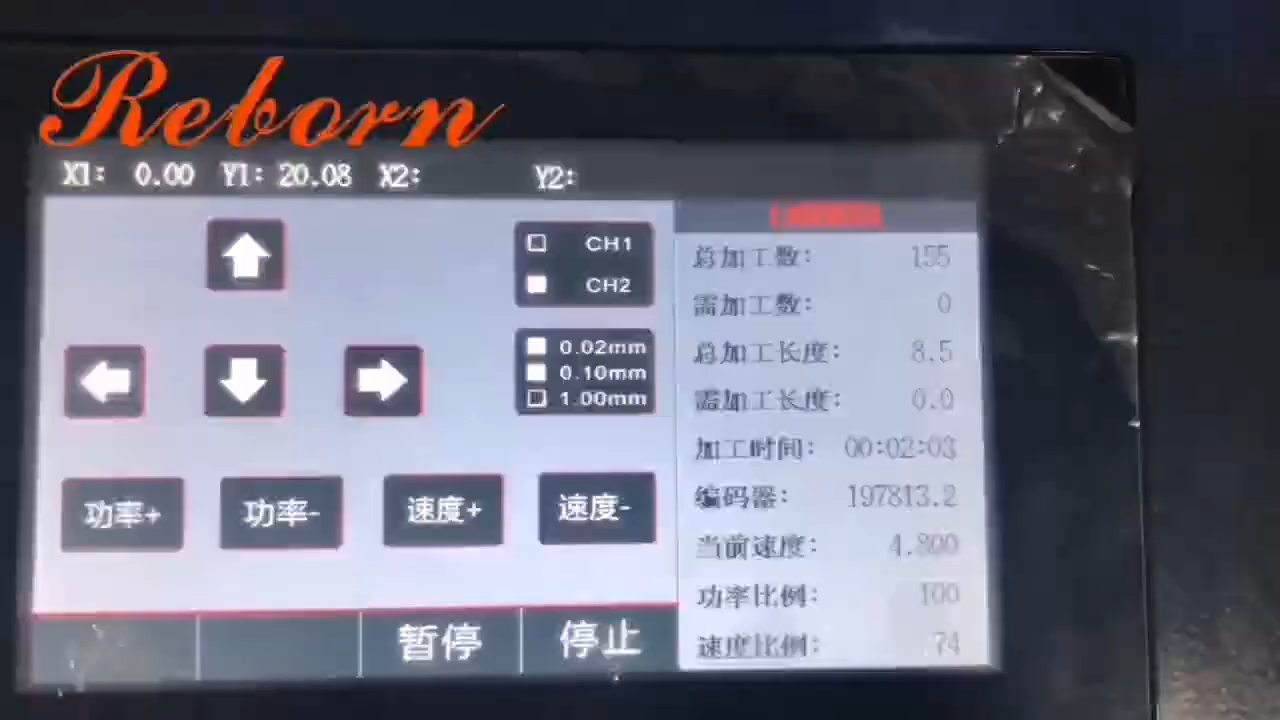 Reborn
X1: 0.00 Y1: 20.08 X2: Y2:
CH1
CH2
0.02mm
0.10mm
1.00mm
功率+ 功率- 速度+ 速度-
暂停 停止
总加工数: 155
需加工数: 0
总加工长度: 8.5
需加工长度: 0.0
加工时间: 00:02:03
编码器: 197813.2
当前速度: 4.800
功率比例: 100
速度比例: 74